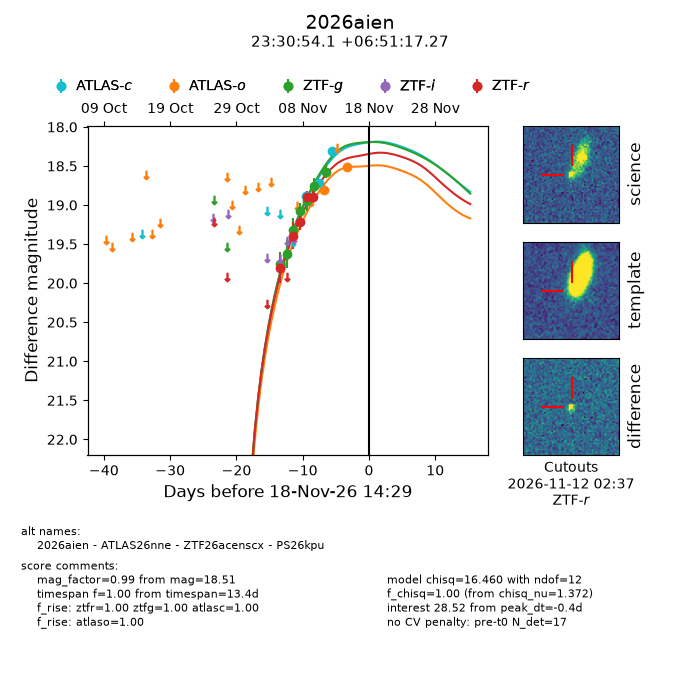 2026aien
23:30:54.1 +06:51:17.27
ATLAS-c ATLAS-o ZTF-g ZTF-i ZTF-r
09 Oct 19 Oct 29 Oct 08 Nov 18 Nov 28 Nov
18.0
18.5
19.0
19.5
20.0
20.5
21.0
21.5
22.0
Difference magnitude
−40 −30 −20 −10 0 10
Days before 18-Nov-26 14:29
science
template
difference
Cutouts
2026-11-12 02:37
ZTF-r
alt names:
2026aien - ATLAS26nne - ZTF26acenscx - PS26kpu
score comments:
mag_factor=0.99 from mag=18.51
timespan f=1.00 from timespan=13.4d
f_rise: ztfr=1.00 ztfg=1.00 atlasc=1.00
f_rise: atlaso=1.00
model chisq=16.460 with ndof=12
f_chisq=1.00 (from chisq_nu=1.372)
interest 28.52 from peak_dt=-0.4d
no CV penalty: pre-t0 N_det=17